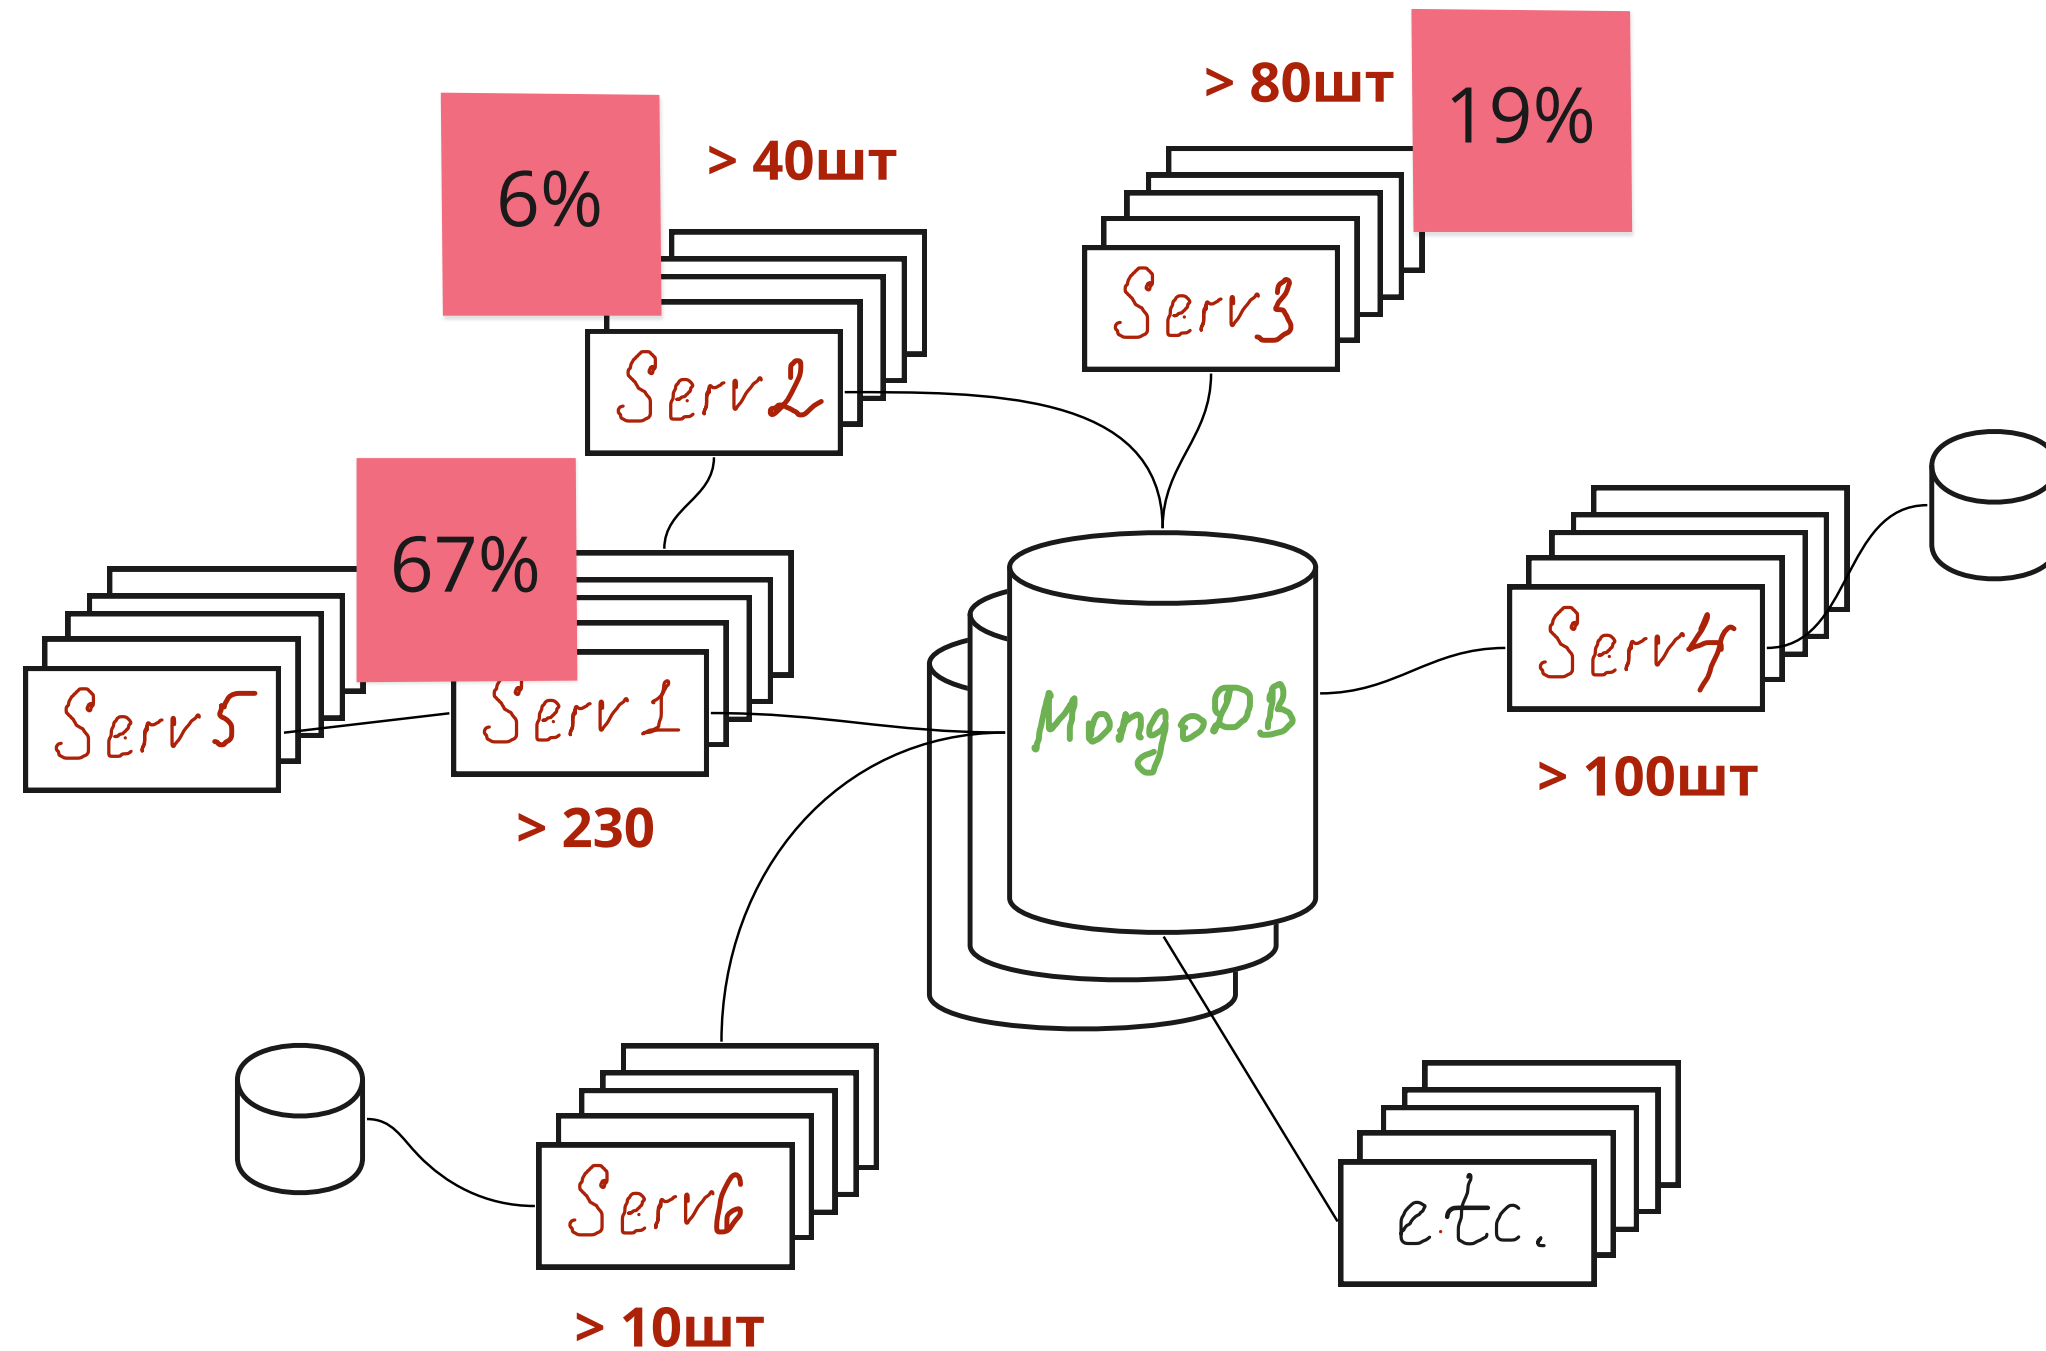 > 80шт
19%
6%
> 40шт
Serv3
Serv2
67%
Serv4
Serv5
Serv1
MongoDB
> 100шт
> 230
Serv6
etc.
> 10шт